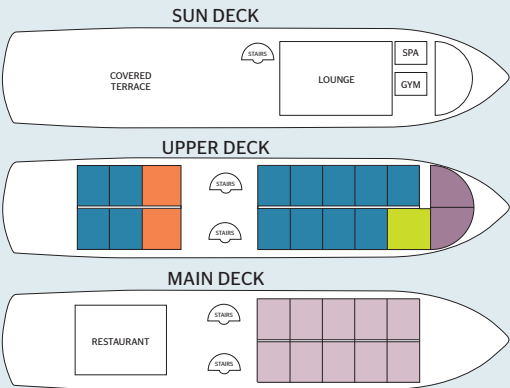 SUN DECK
STAIRS
COVERED
TERRACE
LOUNGE
SPA
GYM
UPPER DECK
STAIRS
STAIRS
MAIN DECK
STAIRS
RESTAURANT
STAIRS